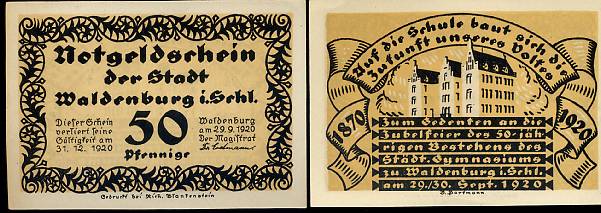 Notgeldschein
der Stadt
Waldenburg i. Schl.
Dieser Schein
verliert seine
Gültigkeit am
31. 12. 1920
50
Pfennige
Waldenburg
am 29. 9. 1920
Der Magistrat
Gedruckt bei Rich. Blankenstein
Auf die Schule baut sich die
Zukunft unseres Volkes
1870
1920
Zum Gedenken an die
Jubelfeier des 50-jäh-
rigen Bestehens des
Städt. Gymnasiums
zu Waldenburg i. Schl.
am 29./30. Sept. 1920